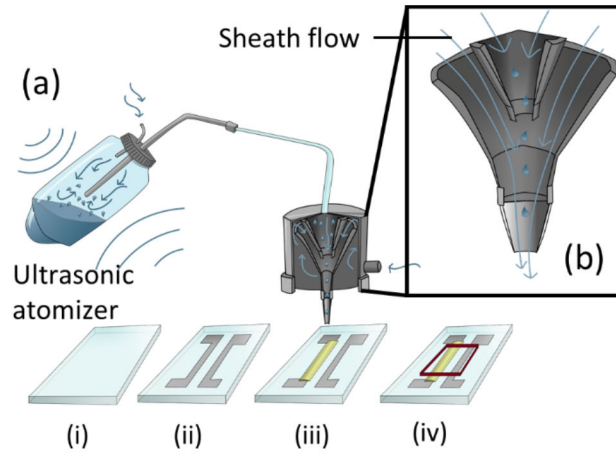 Sheath flow
(a)
(b)
Ultrasonic
atomizer
(i)
(ii)
(iii)
(iv)